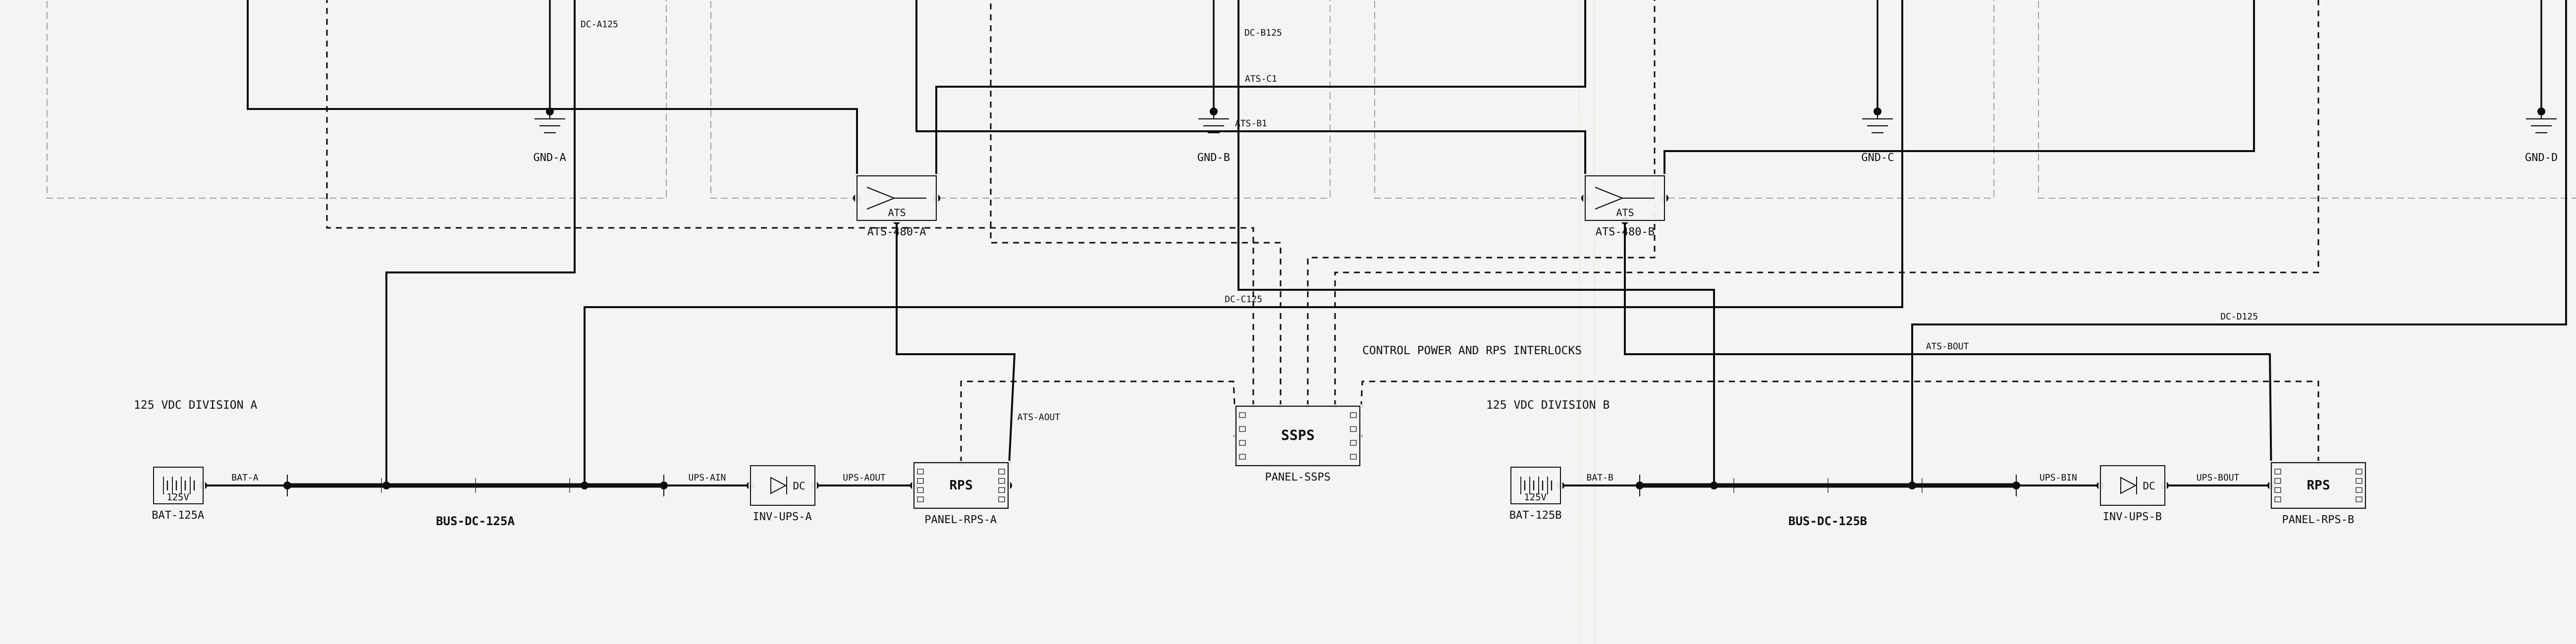 DC-A125
DC-B125
ATS-C1
ATS-B1
GND-A
GND-B
GND-C
GND-D
ATS
ATS
ATS-480-A
ATS-480-B
DC-C125
DC-D125
CONTROL POWER AND RPS INTERLOCKS
ATS-BOUT
125 VDC DIVISION A
125 VDC DIVISION B
ATS-AOUT
SSPS
PANEL-SSPS
BAT-A
UPS-AIN
UPS-AOUT
BAT-B
UPS-BIN
UPS-BOUT
DC
RPS
DC
RPS
125V
125V
BAT-125A
BUS-DC-125A
INV-UPS-A
PANEL-RPS-A
BAT-125B
BUS-DC-125B
INV-UPS-B
PANEL-RPS-B